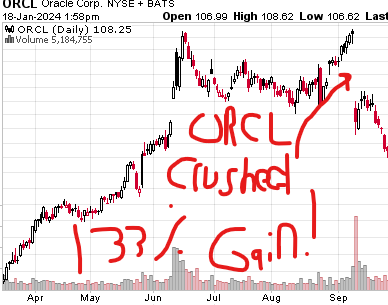 ORCL Oracle Corp. NYSE + BATS
18-Jan-2024 1:58pm Open 106.99 High 108.62 Low 106.62 Last
ORCL (Daily) 108.25
Volume 5,184,755
ORCL
Crushed
133% Gain!
Apr May Jun Jul Aug Sep